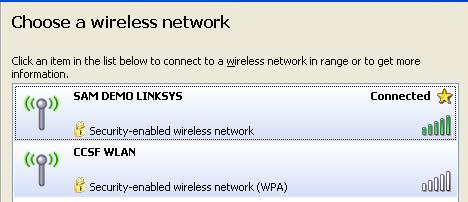 Choose a wireless network
Click an item in the list below to connect to a wireless network in range or to get more
information.
SAM DEMO LINKSYS Connected
Security-enabled wireless network
CCSF WLAN
Security-enabled wireless network (WPA)